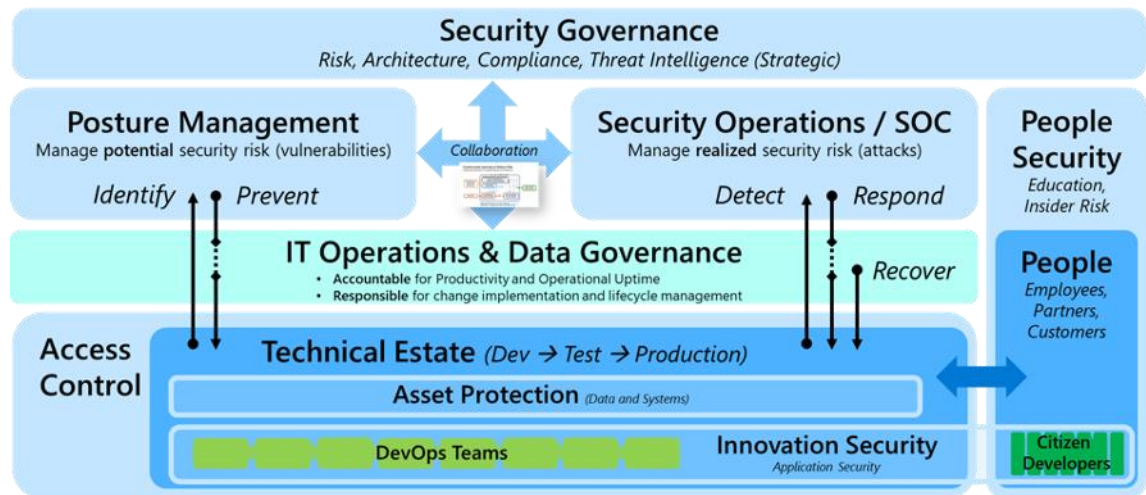 Security Governance
Risk, Architecture, Compliance, Threat Intelligence (Strategic)
Posture Management
Manage potential security risk (vulnerabilities)
Identify
Prevent
Collaboration
Security Operations / SOC
Manage realized security risk (attacks)
Detect
Respond
People
Security
Education,
Insider Risk
IT Operations & Data Governance
• Accountable for Productivity and Operational Uptime
• Responsible for change implementation and lifecycle management
Recover
People
Employees,
Partners,
Customers
Access
Control
Technical Estate (Dev → Test → Production)
Asset Protection (Data and Systems)
DevOps Teams
Innovation Security
Application Security
Citizen
Developers